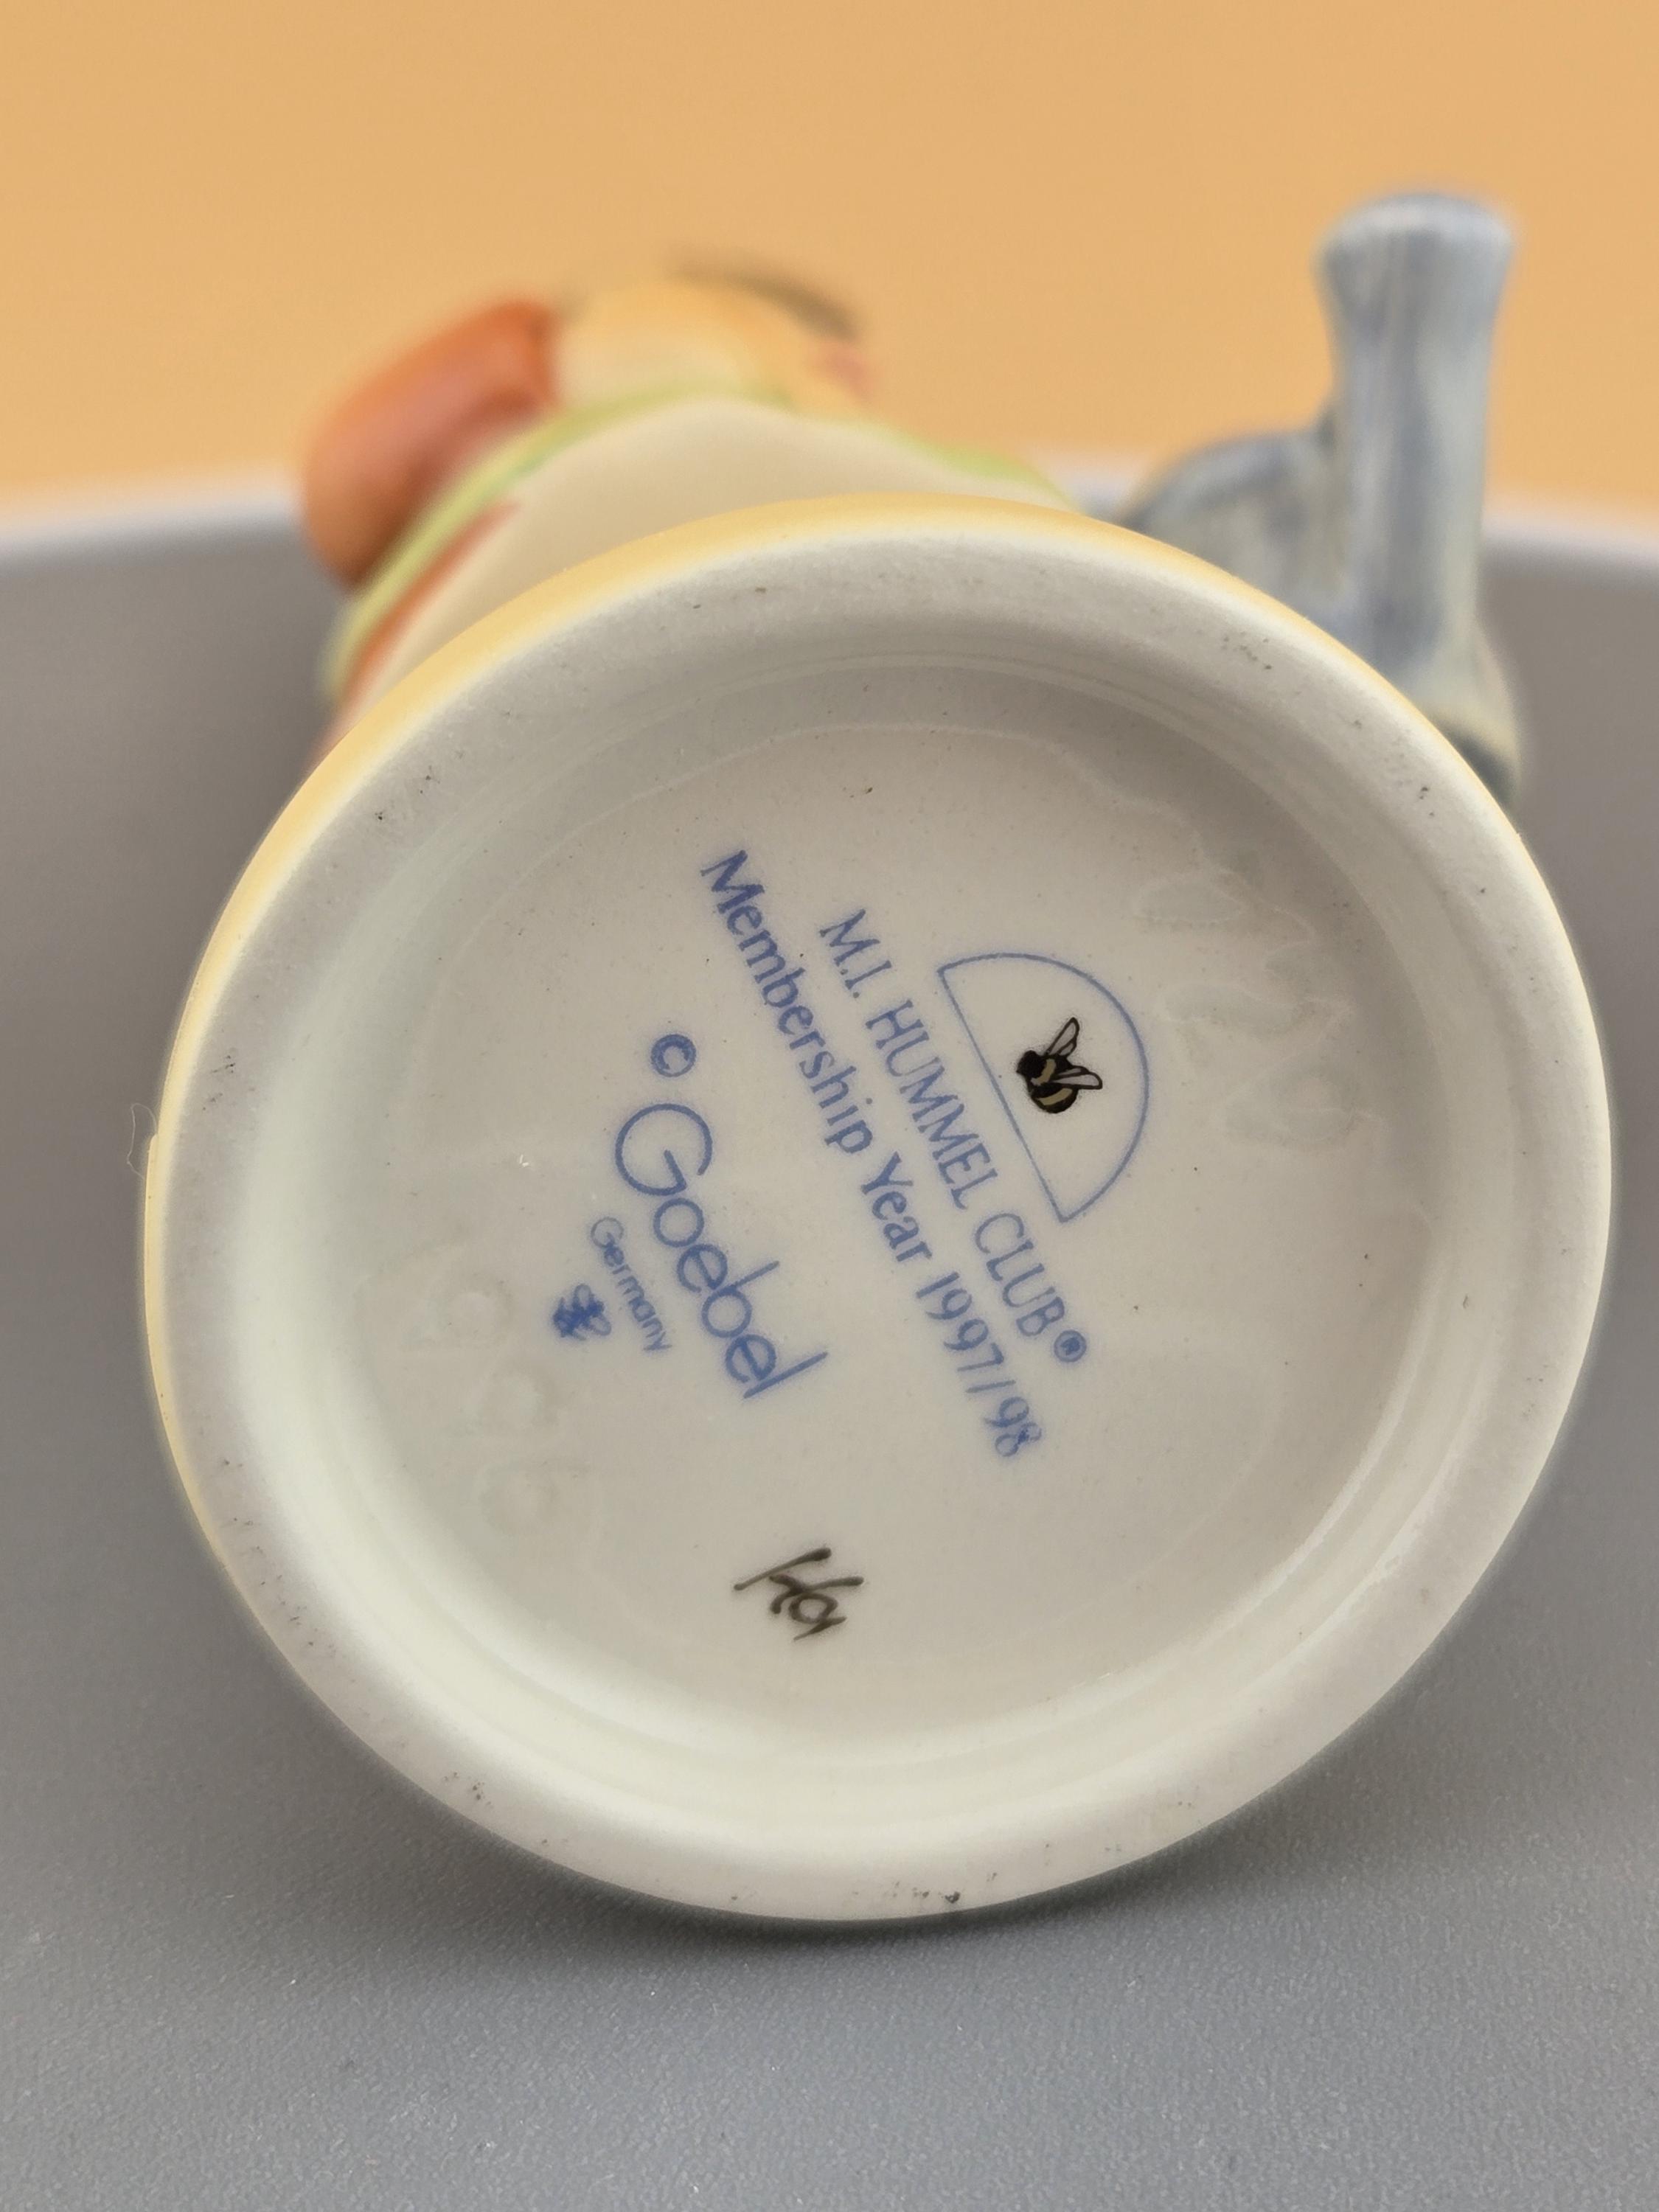 M.I. HUMMEL CLUB®
Membership Year 1997/98
©
Goebel
Germany